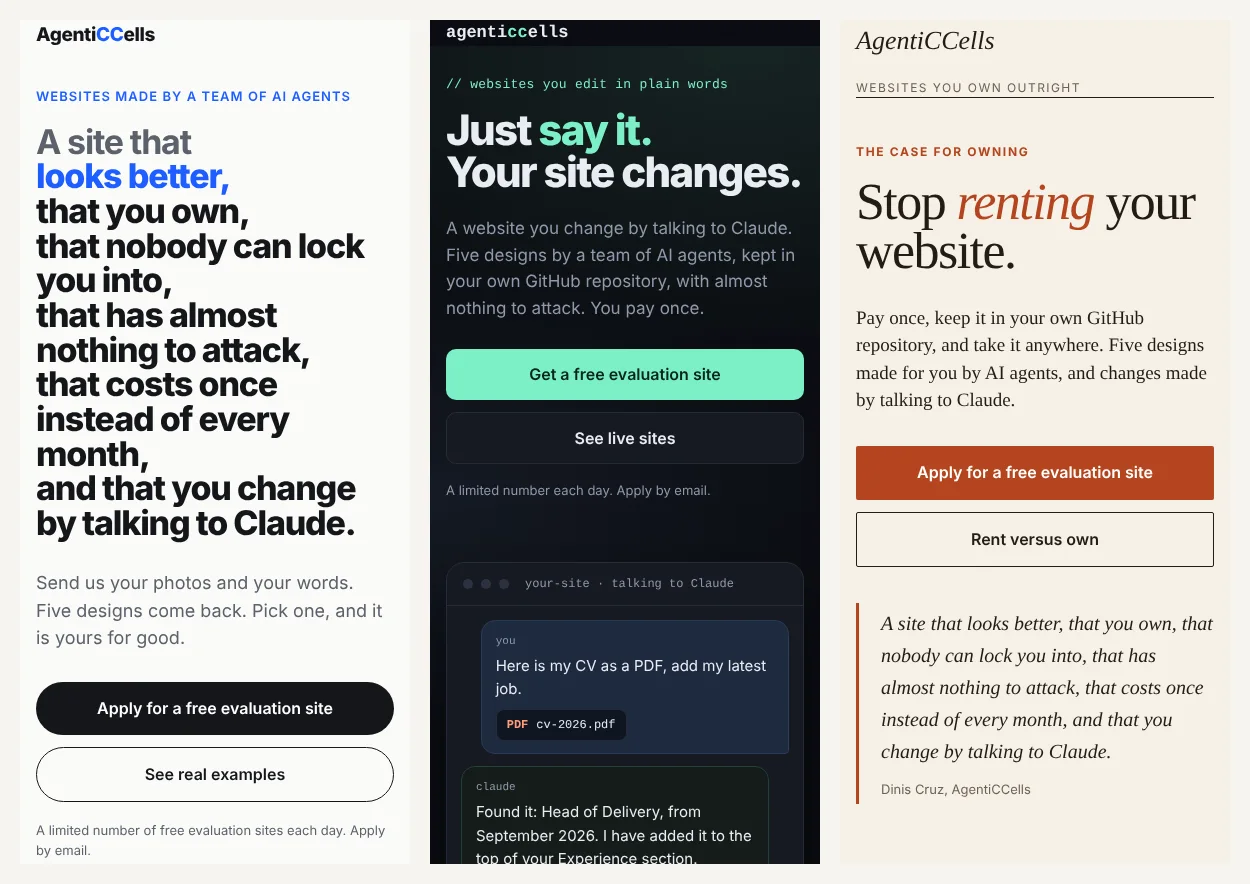 AgentiCCells
WEBSITES MADE BY A TEAM OF AI AGENTS
A site that
looks better,
that you own,
that nobody can lock
you into,
that has almost
nothing to attack,
that costs once
instead of every
month,
and that you change
by talking to Claude.
Send us your photos and your words.
Five designs come back. Pick one, and it
is yours for good.
Apply for a free evaluation site
See real examples
A limited number of free evaluation sites each day. Apply
by email.
agenticcells
// websites you edit in plain words
Just say it.
Your site changes.
A website you change by talking to Claude.
Five designs by a team of AI agents, kept in
your own GitHub repository, with almost
nothing to attack. You pay once.
Get a free evaluation site
See live sites
A limited number each day. Apply by email.
your-site · talking to Claude
you
Here is my CV as a PDF, add my latest
job.
PDF cv-2026.pdf
claude
Found it: Head of Delivery, from
September 2026. I have added it to the
top of your Experience section.
AgentiCCells
WEBSITES YOU OWN OUTRIGHT
THE CASE FOR OWNING
Stop renting your
website.
Pay once, keep it in your own GitHub
repository, and take it anywhere. Five designs
made for you by AI agents, and changes made
by talking to Claude.
Apply for a free evaluation site
Rent versus own
A site that looks better, that you own, that
nobody can lock you into, that has
almost nothing to attack, that costs once
instead of every month, and that you
change by talking to Claude.
Dinis Cruz, AgentiCCells